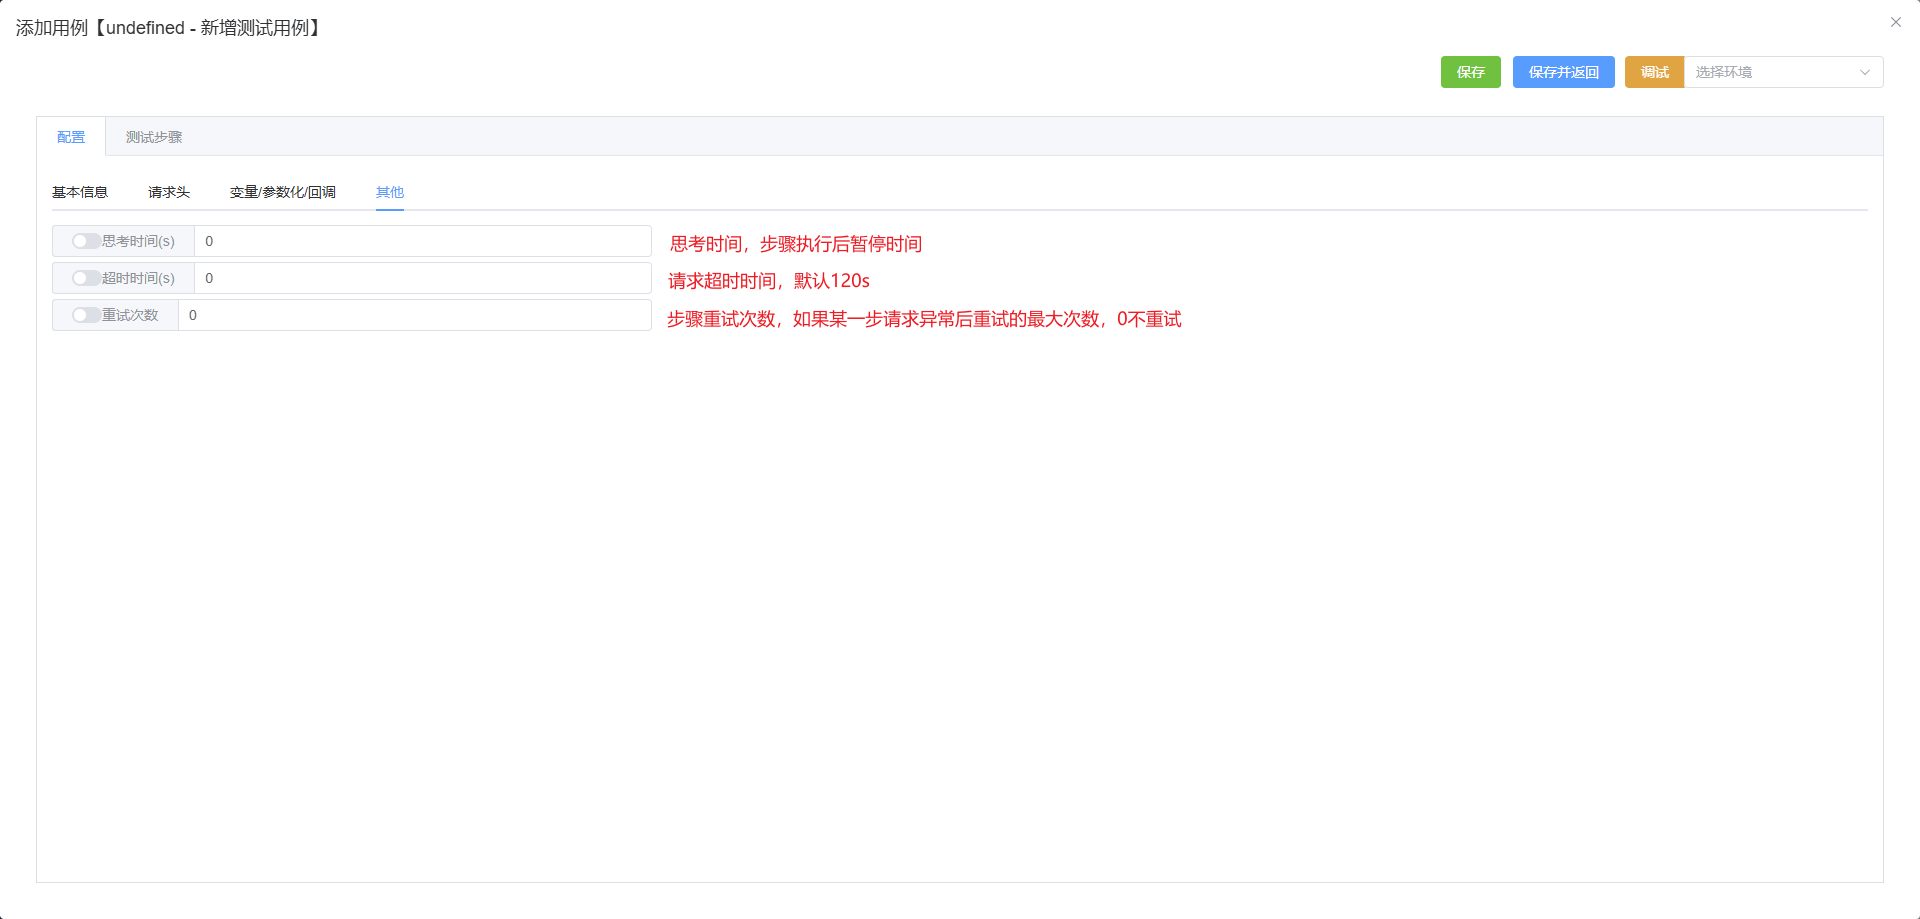 添加用例【undefined - 新增测试用例】
保存 保存并返回 调试 选择环境
配置 测试步骤
基本信息 请求头 变量/参数化/回调 其他
思考时间(s) 0 思考时间，步骤执行后暂停时间
超时时间(s) 0 请求超时时间，默认120s
重试次数 0 步骤重试次数，如果某一步请求异常后重试的最大次数，0不重试